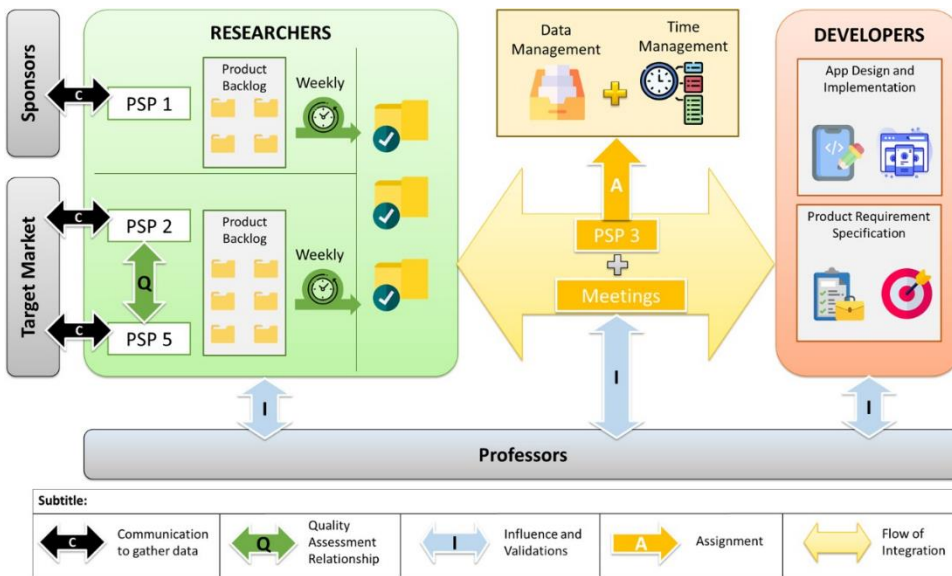 Sponsors
Target Market
RESEARCHERS
C
PSP 1
Product
Backlog
Weekly
C
PSP 2
Q
C
PSP 5
Product
Backlog
Weekly
Data
Management
Time
Management
A
PSP 3
Meetings
DEVELOPERS
App Design and
Implementation
</>
Product Requirement
Specification
I
I
I
Professors
Subtitle:
C
Communication
to gather data
Q
Quality
Assessment
Relationship
I
Influence and
Validations
A
Assignment
Flow of
Integration